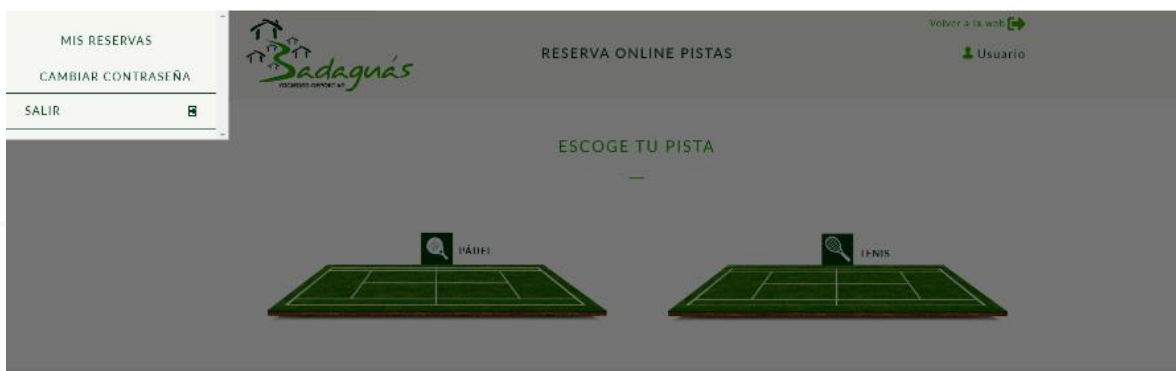 MIS RESERVAS
CAMBIAR CONTRASEÑA
SALIR
Badaguás
Volver a la web
RESERVA ONLINE PISTAS
Usuario
ESCOGE TU PISTA
PÁDEL
TENIS